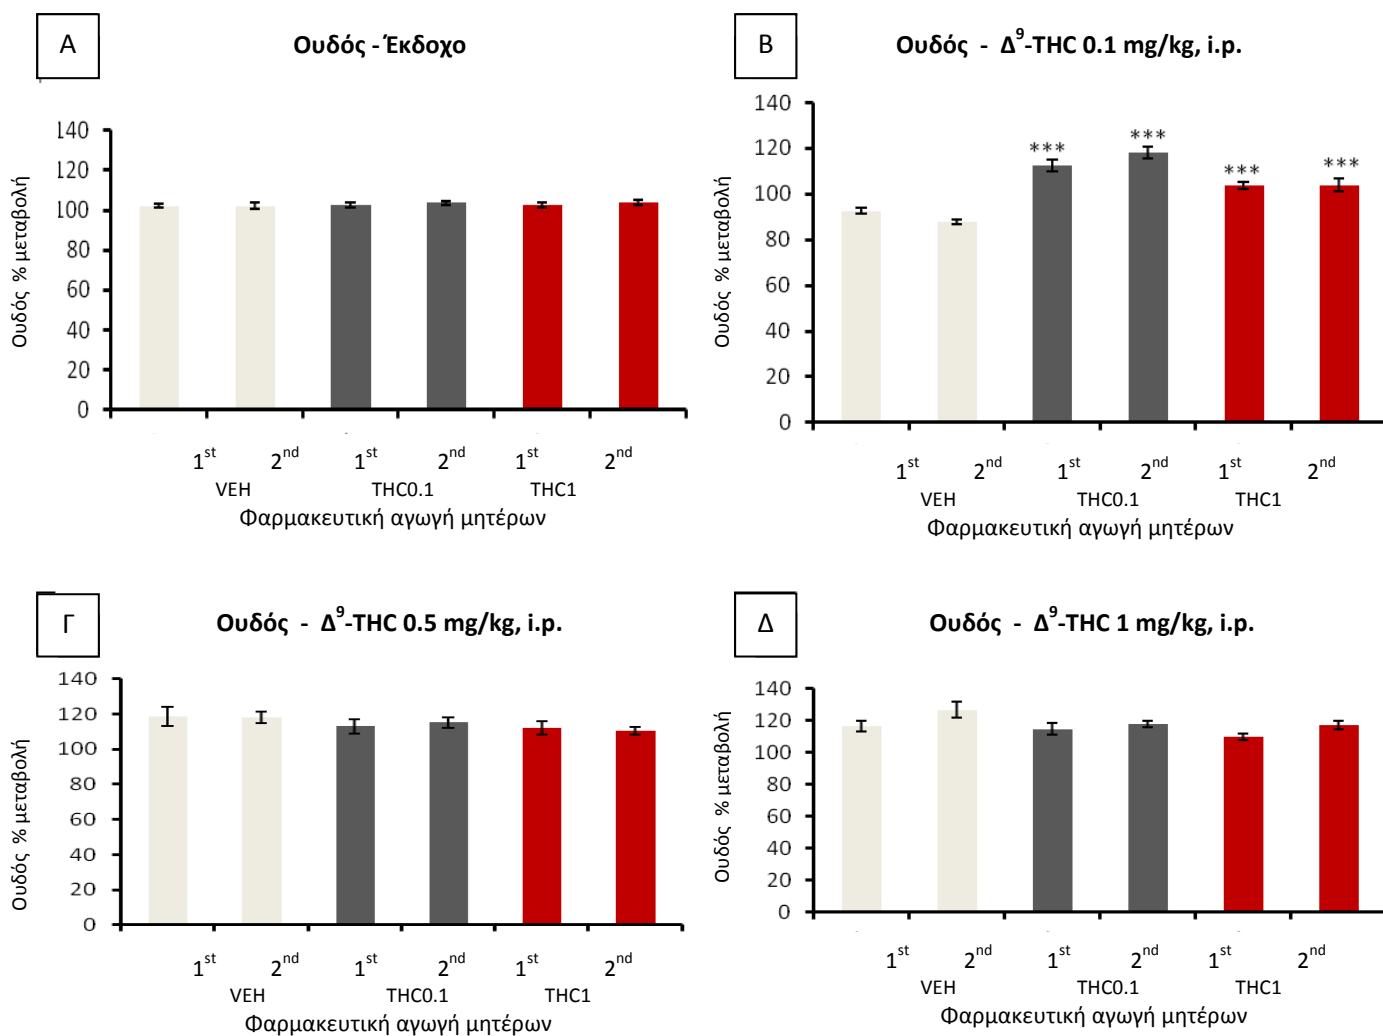 Α
Ουδός - Έκδοχο
Ουδός % μεταβολή
140
120
100
80
60
40
20
0
1st 2nd 1st 2nd 1st 2nd
VEH THC0.1 THC1
Φαρμακευτική αγωγή μητέρων
Β
Ουδός - Δ9-THC 0.1 mg/kg, i.p.
Ουδός % μεταβολή
140
120
100
80
60
40
20
0
*** *** *** ***
1st 2nd 1st 2nd 1st 2nd
VEH THC0.1 THC1
Φαρμακευτική αγωγή μητέρων
Γ
Ουδός - Δ9-THC 0.5 mg/kg, i.p.
Ουδός % μεταβολή
140
120
100
80
60
40
20
0
1st 2nd 1st 2nd 1st 2nd
VEH THC0.1 THC1
Φαρμακευτική αγωγή μητέρων
Δ
Ουδός - Δ9-THC 1 mg/kg, i.p.
Ουδός % μεταβολή
140
120
100
80
60
40
20
0
1st 2nd 1st 2nd 1st 2nd
VEH THC0.1 THC1
Φαρμακευτική αγωγή μητέρων